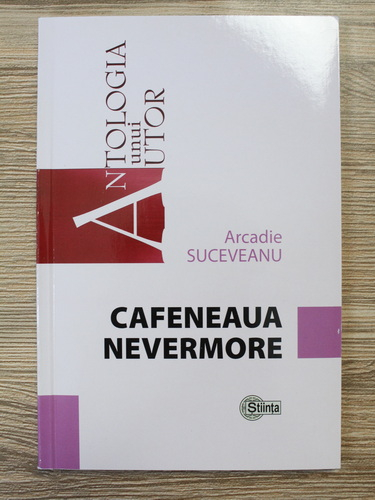 ANTOLOGIA
unui
AUTOR
Arcadie
SUCEVEANU
CAFENEAUA
NEVERMORE
Știința